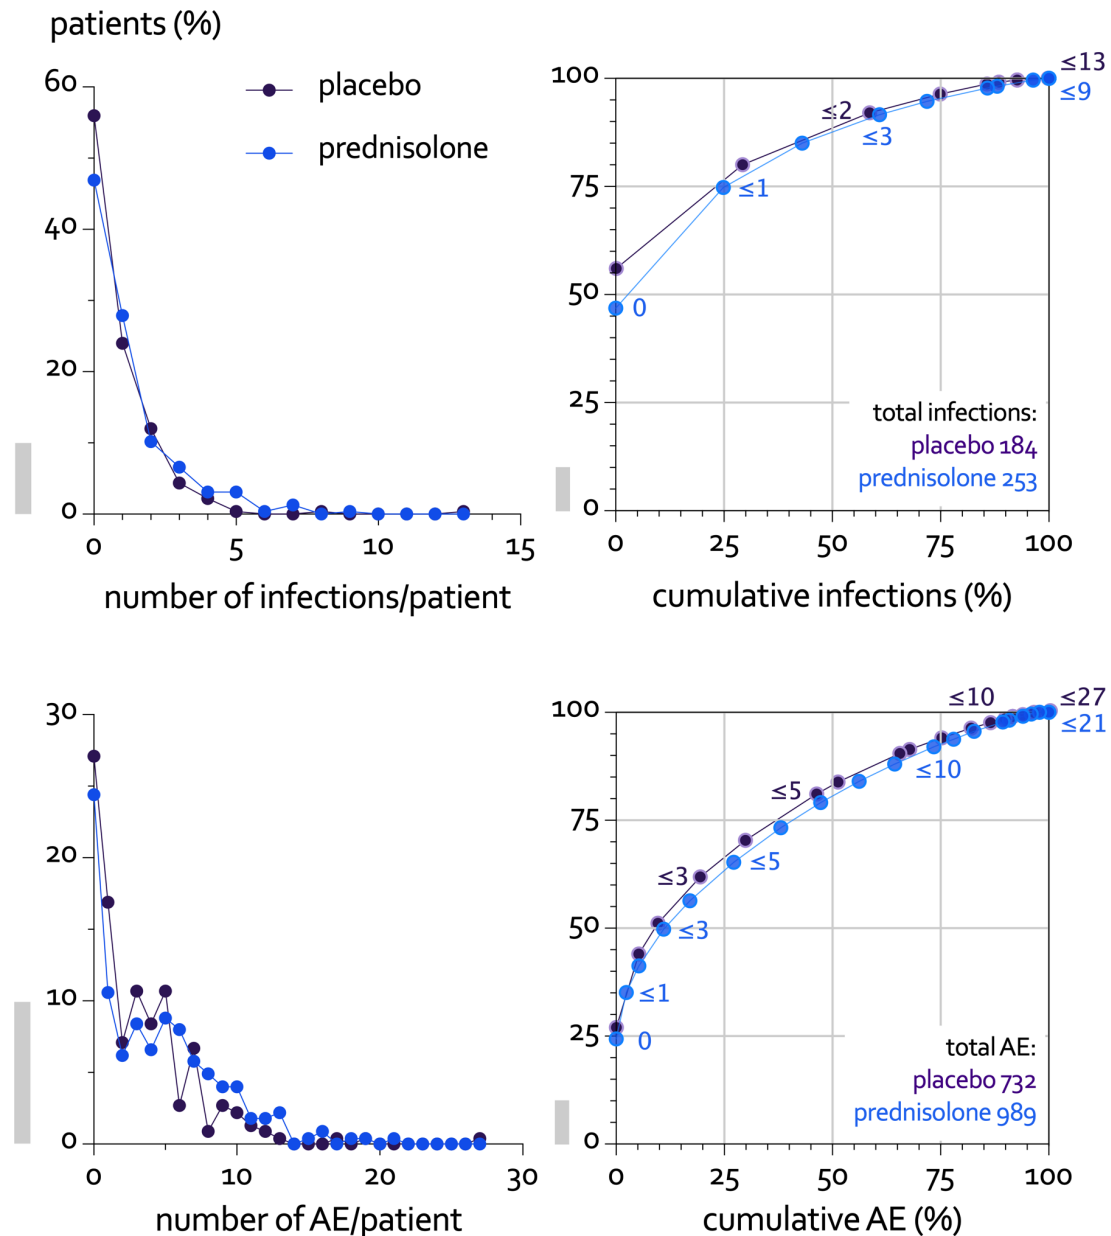 patients (%)
60
40
20
0
0 5 10 15
number of infections/patient
placebo
prednisolone
100
75
50
25
0
0 25 50 75 100
cumulative infections (%)
≤13
≤9
≤2
≤3
≤1
0
total infections:
placebo 184
prednisolone 253
30
20
10
0
0 10 20 30
number of AE/patient
100
75
50
25
0
0 25 50 75 100
cumulative AE (%)
≤10
≤27
≤21
≤5
≤10
≤3
≤5
≤3
≤1
0
total AE:
placebo 732
prednisolone 989